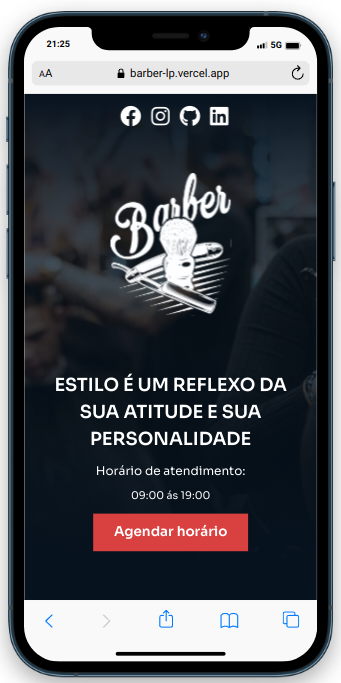 21:25
5G
AA
barber-lp.vercel.app
Barber
ESTILO É UM REFLEXO DA
SUA ATITUDE E SUA
PERSONALIDADE
Horário de atendimento:
09:00 ás 19:00
Agendar horário